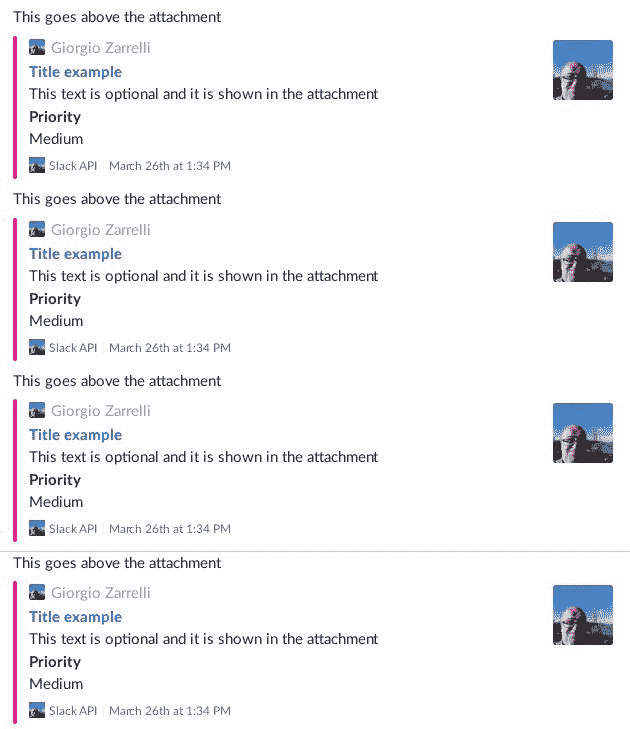 This goes above the attachment
Giorgio Zarrelli
Title example
This text is optional and it is shown in the attachment
Priority
Medium
Slack API March 26th at 1:34 PM
This goes above the attachment
Giorgio Zarrelli
Title example
This text is optional and it is shown in the attachment
Priority
Medium
Slack API March 26th at 1:34 PM
This goes above the attachment
Giorgio Zarrelli
Title example
This text is optional and it is shown in the attachment
Priority
Medium
Slack API March 26th at 1:34 PM
This goes above the attachment
Giorgio Zarrelli
Title example
This text is optional and it is shown in the attachment
Priority
Medium
Slack API March 26th at 1:34 PM